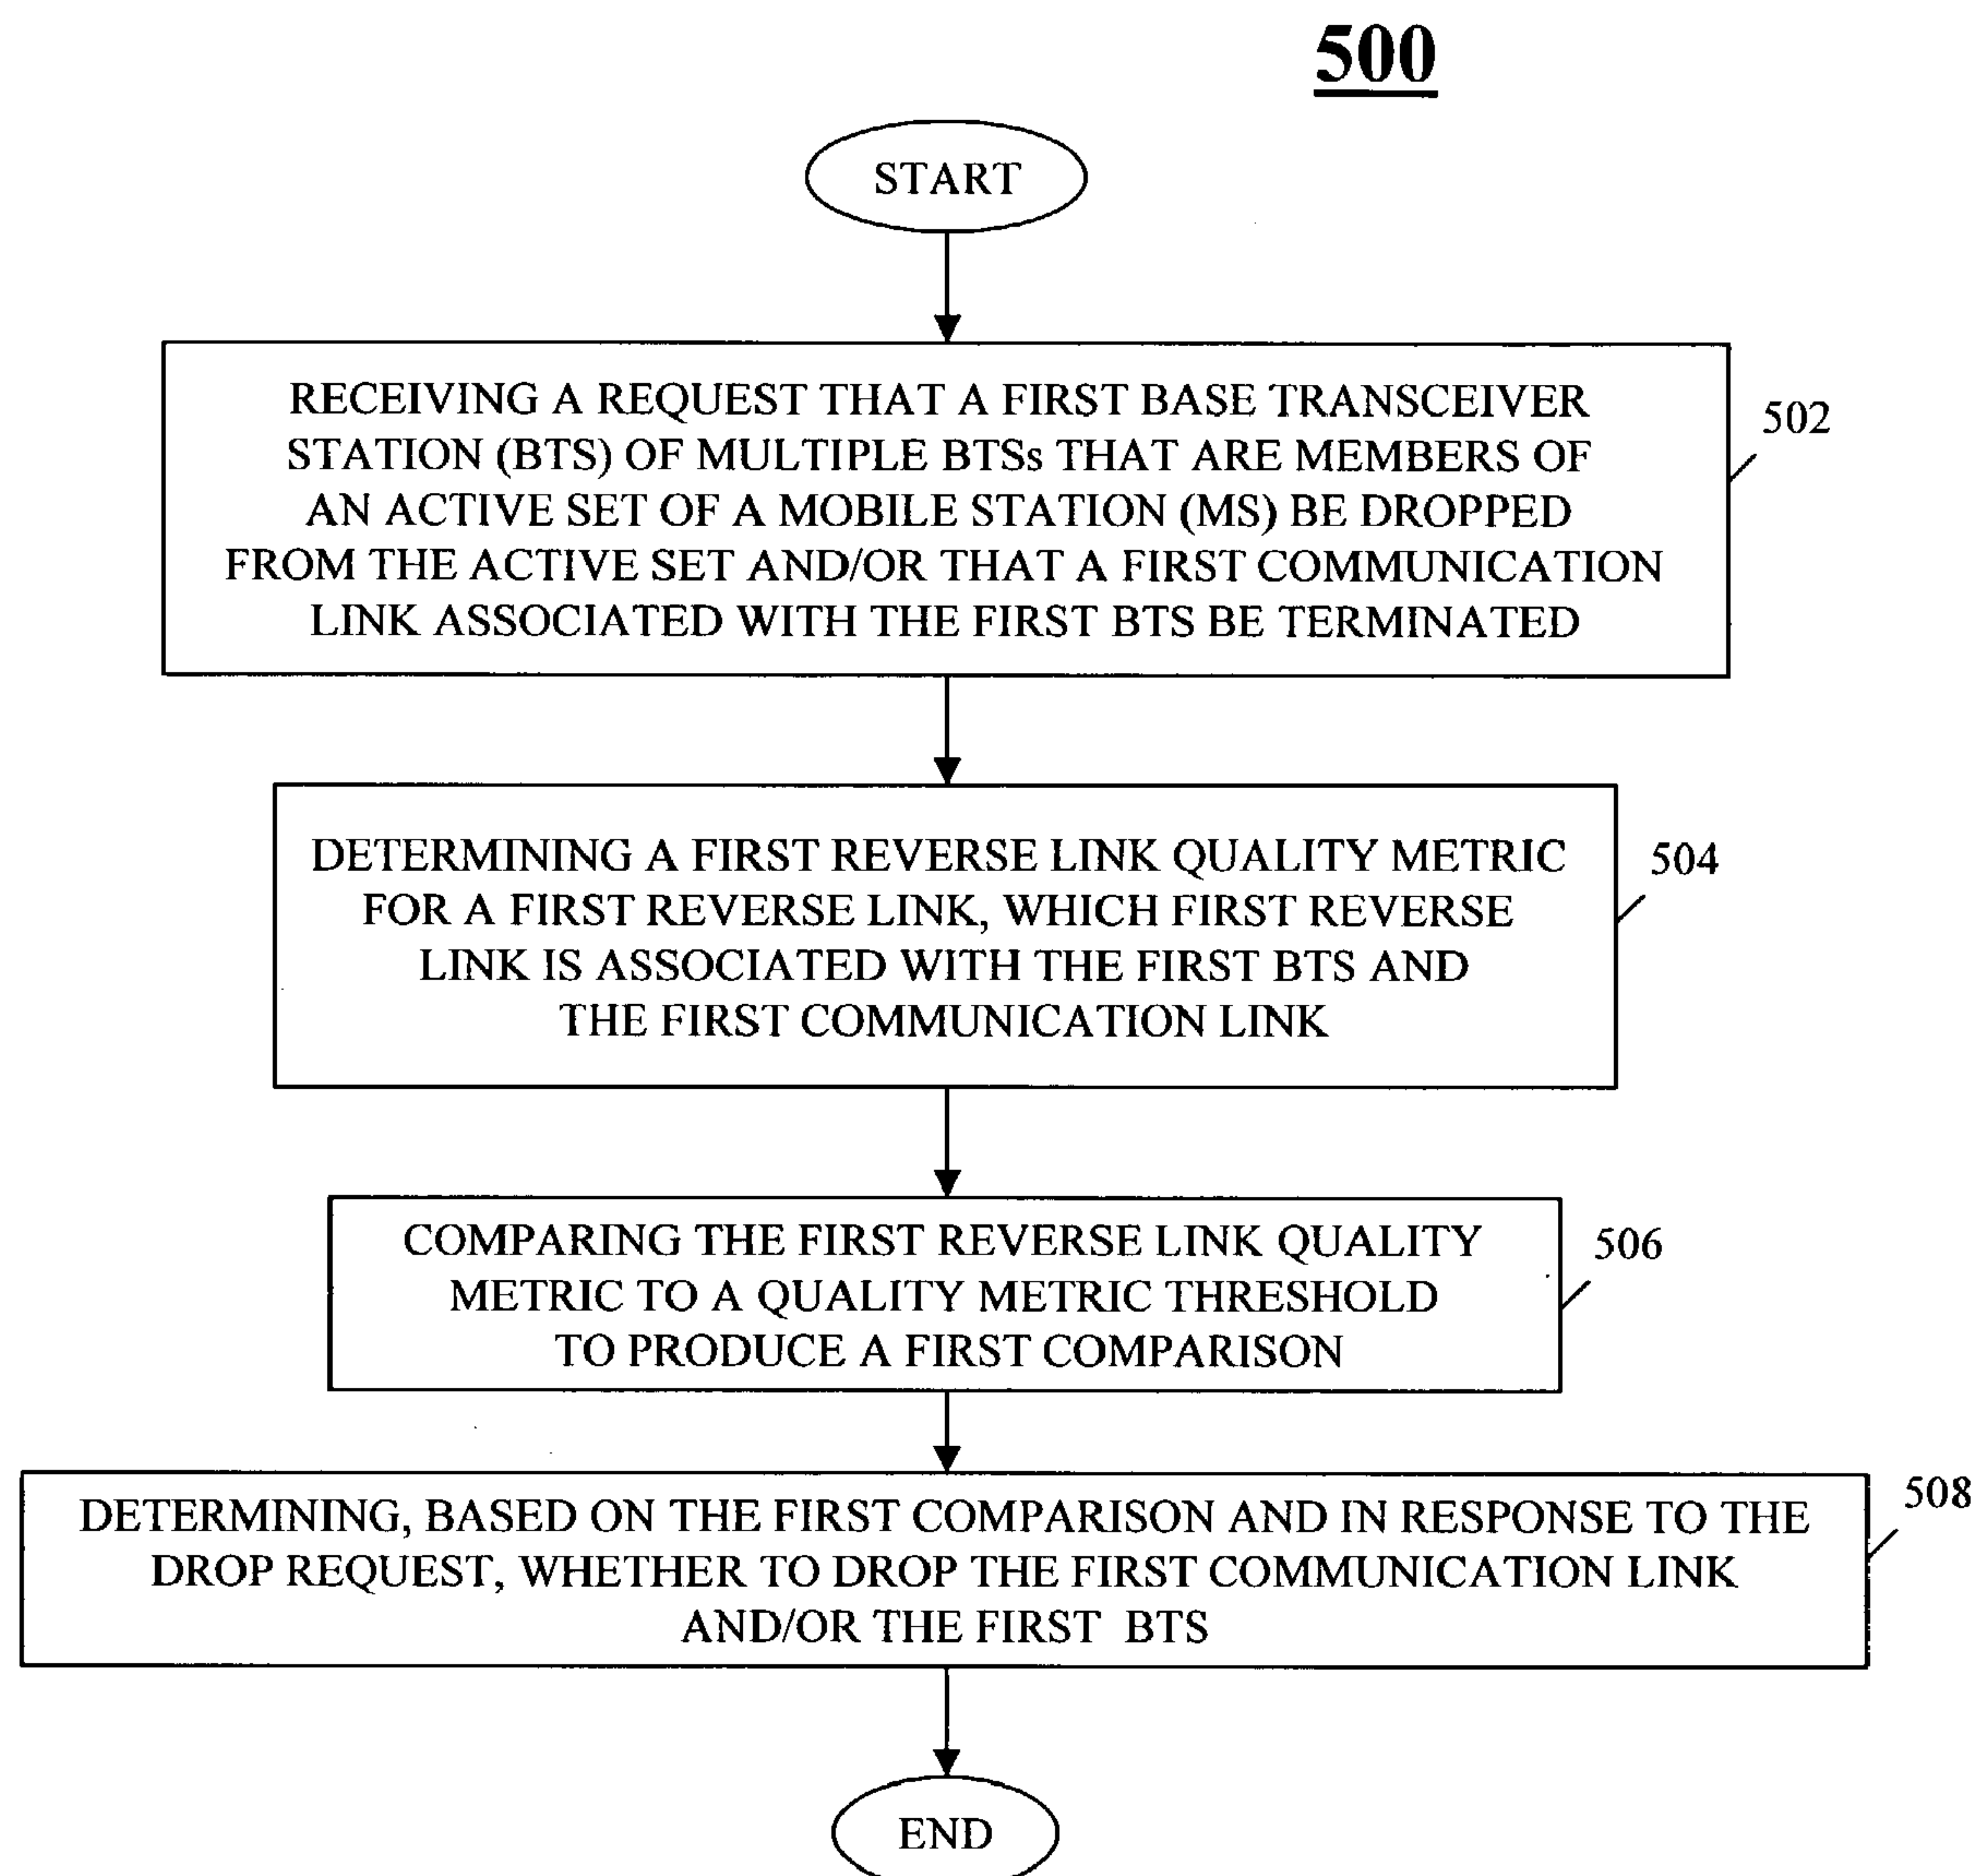 500
START
RECEIVING A REQUEST THAT A FIRST BASE TRANSCEIVER
STATION (BTS) OF MULTIPLE BTSs THAT ARE MEMBERS OF
AN ACTIVE SET OF A MOBILE STATION (MS) BE DROPPED
FROM THE ACTIVE SET AND/OR THAT A FIRST COMMUNICATION
LINK ASSOCIATED WITH THE FIRST BTS BE TERMINATED
502
DETERMINING A FIRST REVERSE LINK QUALITY METRIC
FOR A FIRST REVERSE LINK, WHICH FIRST REVERSE
LINK IS ASSOCIATED WITH THE FIRST BTS AND
THE FIRST COMMUNICATION LINK
504
COMPARING THE FIRST REVERSE LINK QUALITY
METRIC TO A QUALITY METRIC THRESHOLD
TO PRODUCE A FIRST COMPARISON
506
DETERMINING, BASED ON THE FIRST COMPARISON AND IN RESPONSE TO THE
DROP REQUEST, WHETHER TO DROP THE FIRST COMMUNICATION LINK
AND/OR THE FIRST BTS
508
END